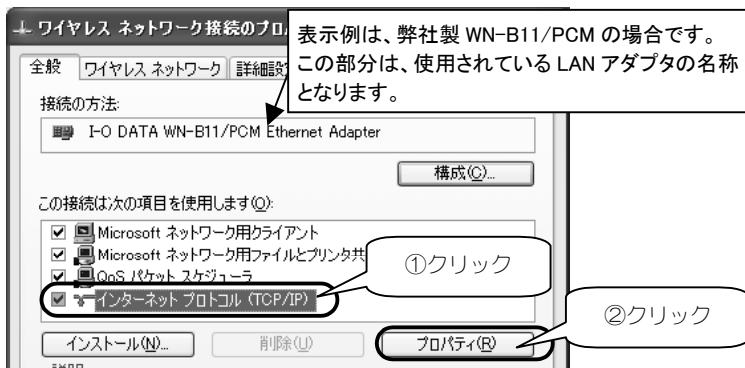 ワイヤレス ネットワーク接続のプロ
表示例は、弊社製 WN-B11/PCM の場合です。
この部分は、使用されている LAN アダプタの名称
となります。
全般
ワイヤレス ネットワーク
詳細設
接続の方法:
I-O DATA WN-B11/PCM Ethernet Adapter
構成(C)...
この接続は次の項目を使用します(O):
Microsoft ネットワーク用クライアント
Microsoft ネットワーク用ファイルとプリンタ共
QoS パケット スケジューラ
インターネット プロトコル (TCP/IP)
①クリック
②クリック
インストール(N)...
削除(U)
プロパティ(R)